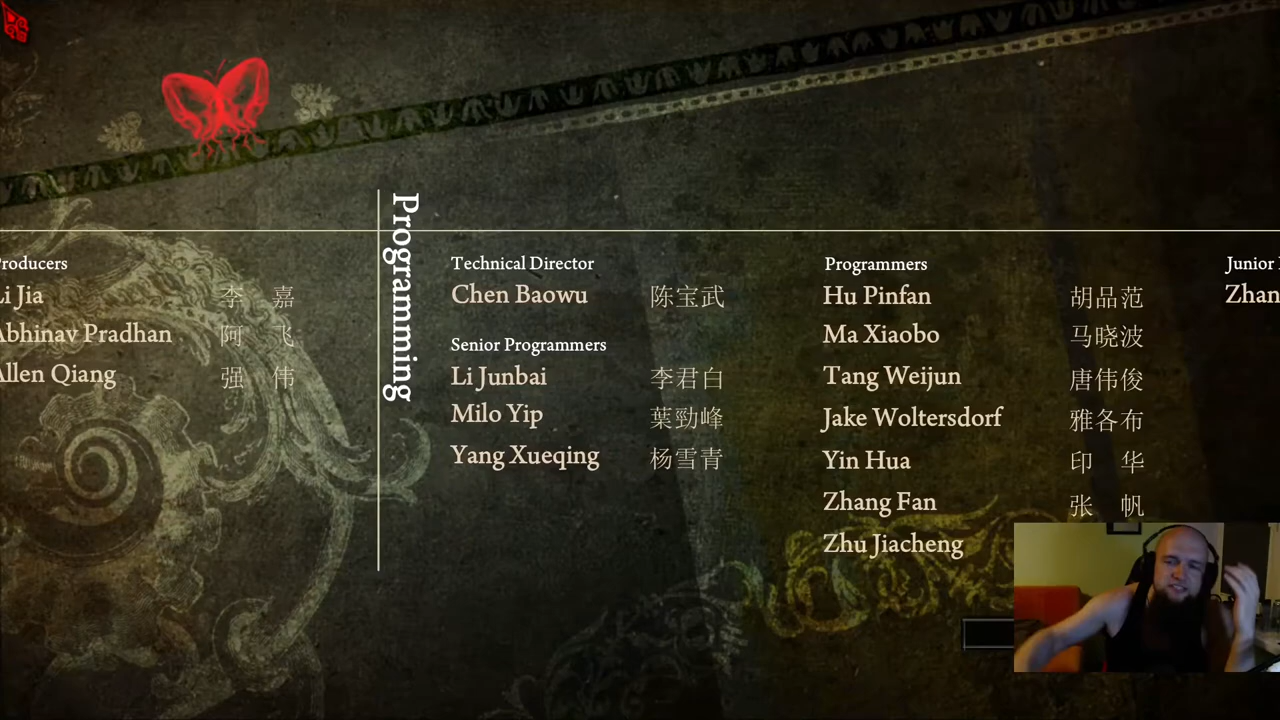 Producers
Li Jia 李 嘉
Abhinav Pradhan 阿 飞
Allen Qiang 强 伟
Programming
Technical Director
Chen Baowu 陈宝武
Senior Programmers
Li Junbai 李君白
Milo Yip 葉勁峰
Yang Xueqing 杨雪青
Programmers
Hu Pinfan 胡品范
Ma Xiaobo 马晓波
Tang Weijun 唐伟俊
Jake Woltersdorf 雅各布
Yin Hua 印 华
Zhang Fan 张 帆
Zhu Jiacheng
Junior
Zhan